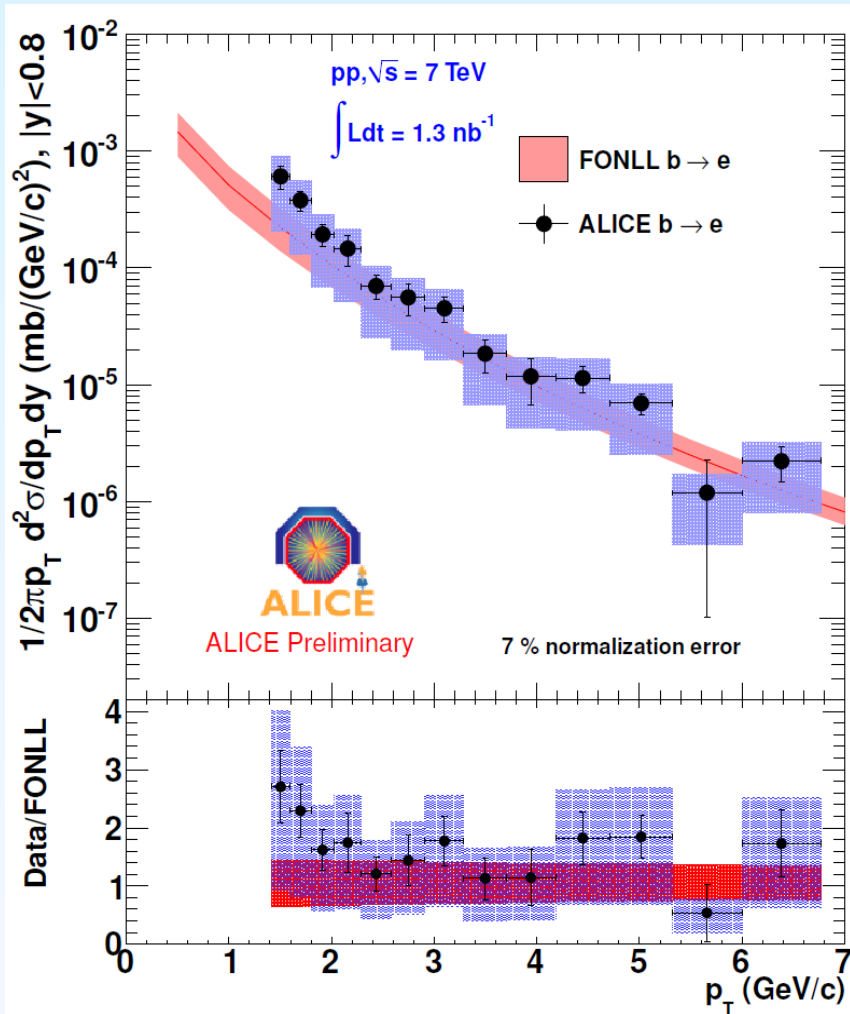 1/2πp_T d²σ/dp_T dy (mb/(GeV/c)²), |y|<0.8
10⁻²
10⁻³
10⁻⁴
10⁻⁵
10⁻⁶
10⁻⁷
pp,√s = 7 TeV
∫Ldt = 1.3 nb⁻¹
FONLL b → e
ALICE b → e
ALICE
ALICE Preliminary
7 % normalization error
Data/FONLL
4
3
2
1
0
0 1 2 3 4 5 6 7
p_T (GeV/c)